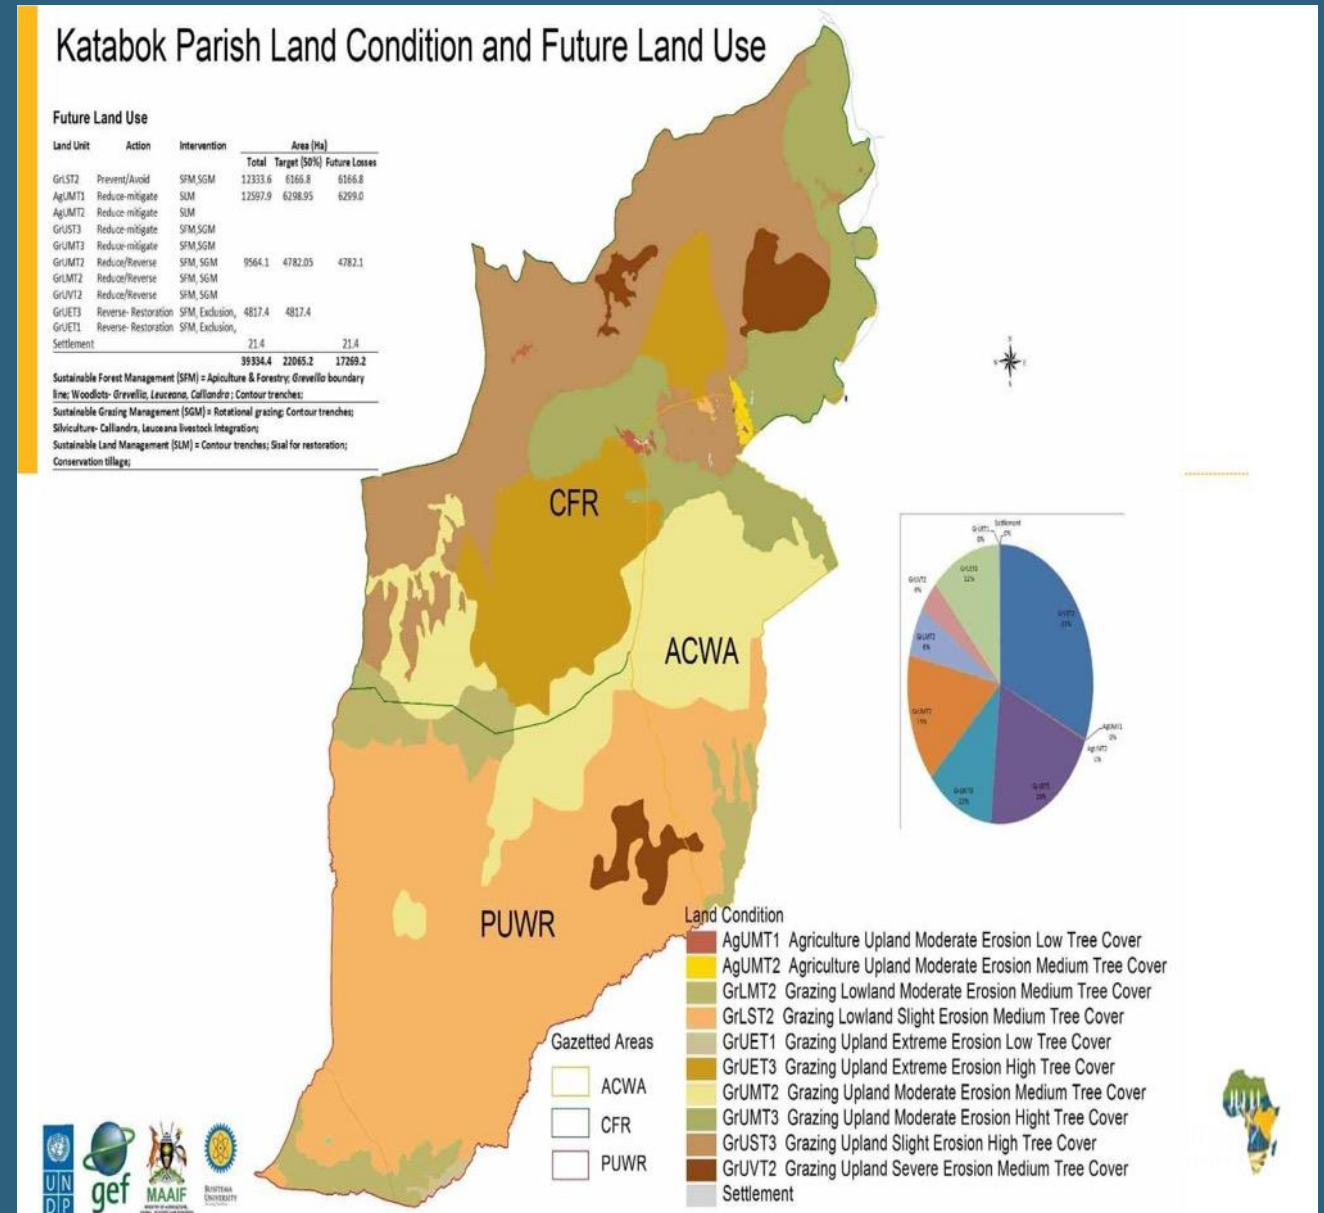 Katabok Parish Land Condition and Future Land Use
Future Land Use
Land Unit Action Intervention Area (Ha)
Total Target (50%) Future Losses
GrLST2 Prevent/Avoid SFM,SGM 12333.6 6166.8 6166.8
AgUMT1 Reduce-mitigate SLM 12597.9 6298.95 6299.0
AgUMT2 Reduce-mitigate SLM
GrUST3 Reduce-mitigate SFM,SGM
GrUMT3 Reduce-mitigate SFM,SGM
GrUMT2 Reduce/Reverse SFM, SGM 9564.1 4782.05 4782.1
GrLMT2 Reduce/Reverse SFM, SGM
GrUVT2 Reduce/Reverse SFM, SGM
GrUET3 Reverse- Restoration SFM, Exclusion, 4817.4 4817.4
GrUET1 Reverse- Restoration SFM, Exclusion,
Settlement 21.4 21.4
39334.4 22065.2 17269.2
Sustainable Forest Management (SFM) = Apiculture & Forestry; Grevillia boundary
line; Woodlots- Grevillia, Leuceana, Calliandra ; Contour trenches;
Sustainable Grazing Management (SGM) = Rotational grazing; Contour trenches;
Silviculture- Calliandra, Leuceana livestock Integration;
Sustainable Land Management (SLM) = Contour trenches; Sisal for restoration;
Conservation tillage;
CFR
ACWA
PUWR
Settlement
0%
GrUET1
0%
AgUMT1
0%
Land Condition
AgUMT1 Agriculture Upland Moderate Erosion Low Tree Cover
AgUMT2 Agriculture Upland Moderate Erosion Medium Tree Cover
GrLMT2 Grazing Lowland Moderate Erosion Medium Tree Cover
GrLST2 Grazing Lowland Slight Erosion Medium Tree Cover
GrUET1 Grazing Upland Extreme Erosion Low Tree Cover
GrUET3 Grazing Upland Extreme Erosion High Tree Cover
GrUMT2 Grazing Upland Moderate Erosion Medium Tree Cover
GrUMT3 Grazing Upland Moderate Erosion Hight Tree Cover
GrUST3 Grazing Upland Slight Erosion High Tree Cover
GrUVT2 Grazing Upland Severe Erosion Medium Tree Cover
Settlement
Gazetted Areas
ACWA
CFR
PUWR
UN
DP
gef
MAAIF
BUSITEMA
UNIVERSITY